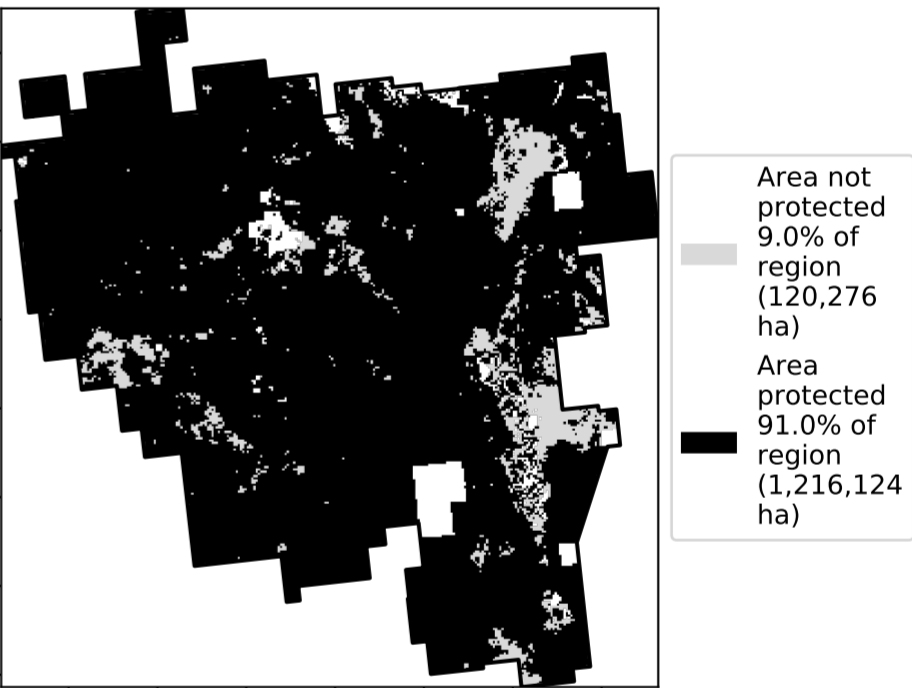 Area not
protected
9.0% of
region
(120,276
ha)
Area
protected
91.0% of
region
(1,216,124
ha)